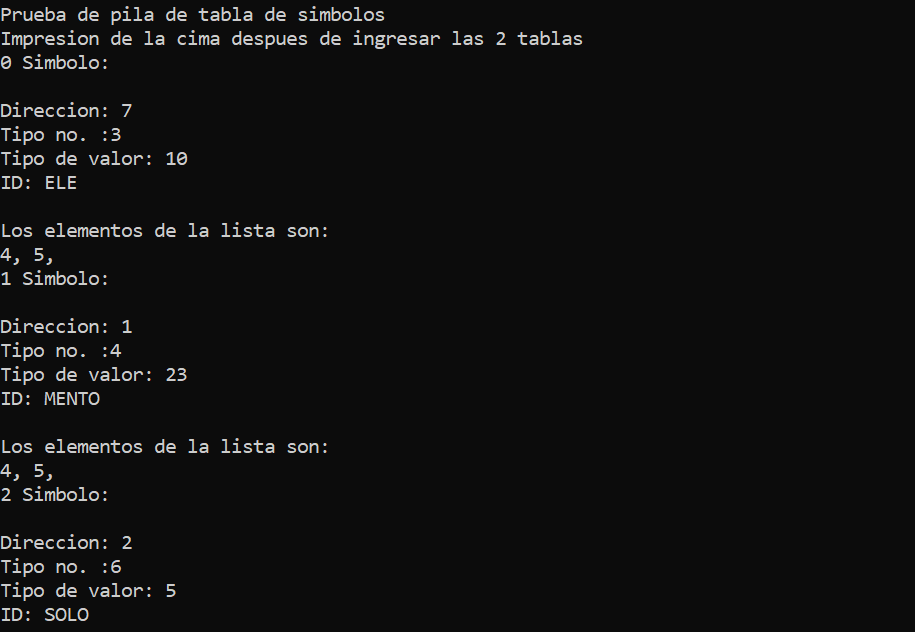 Prueba de pila de tabla de simbolos
Impresion de la cima despues de ingresar las 2 tablas
0 Simbolo:
Direccion: 7
Tipo no. :3
Tipo de valor: 10
ID: ELE
Los elementos de la lista son:
4, 5,
1 Simbolo:
Direccion: 1
Tipo no. :4
Tipo de valor: 23
ID: MENTO
Los elementos de la lista son:
4, 5,
2 Simbolo:
Direccion: 2
Tipo no. :6
Tipo de valor: 5
ID: SOLO